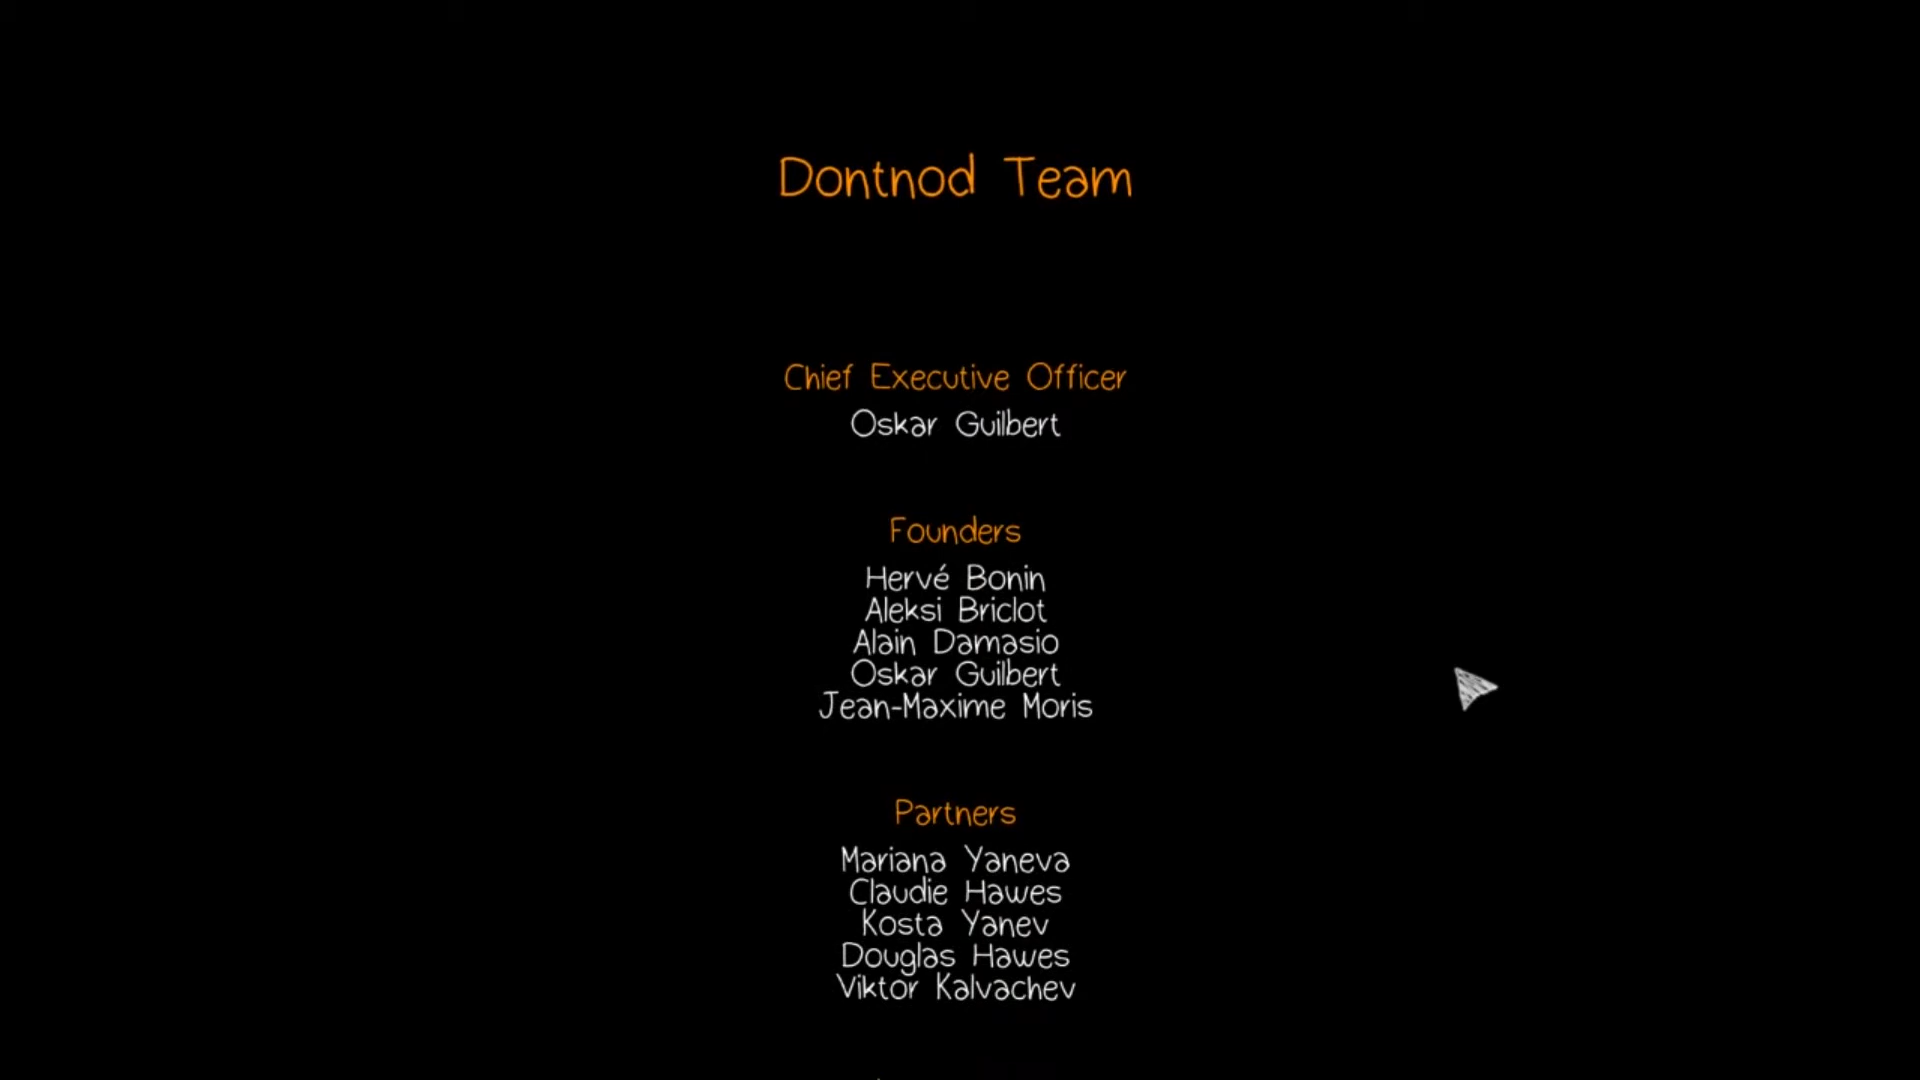 Dontnod Team
Chief Executive Officer
Oskar Guilbert
Founders
Hervé Bonin
Aleksi Briclot
Alain Damasio
Oskar Guilbert
Jean-Maxime Moris
Partners
Mariana Yaneva
Claudie Hawes
Kosta Yanev
Douglas Hawes
Viktor Kalvachev